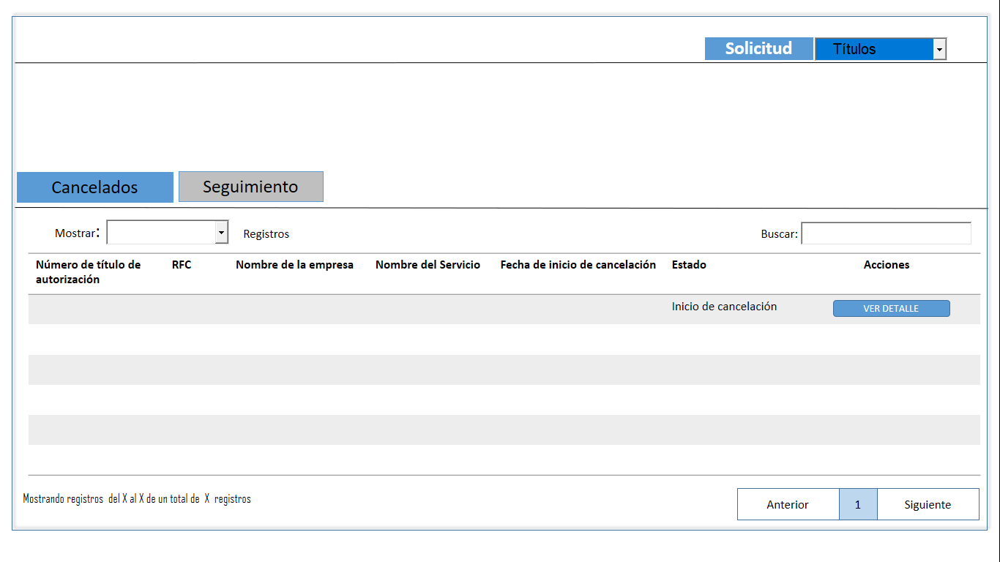 Solicitud Títulos
Cancelados Seguimiento
Mostrar: Registros Buscar:
Número de título de autorización RFC Nombre de la empresa Nombre del Servicio Fecha de inicio de cancelación Estado Acciones
Inicio de cancelación VER DETALLE
Mostrando registros del X al X de un total de X registros
Anterior 1 Siguiente